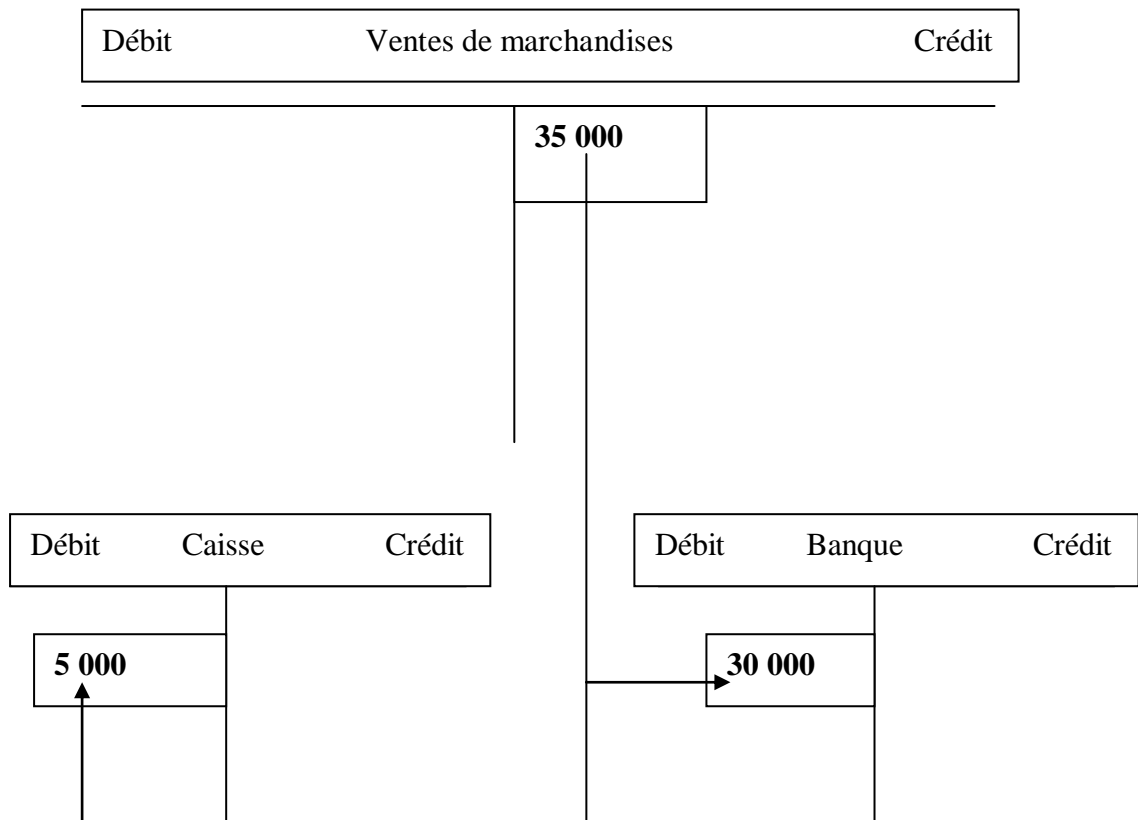 Débit Ventes de marchandises Crédit
35 000
Débit Caisse Crédit
Débit Banque Crédit
5 000
30 000